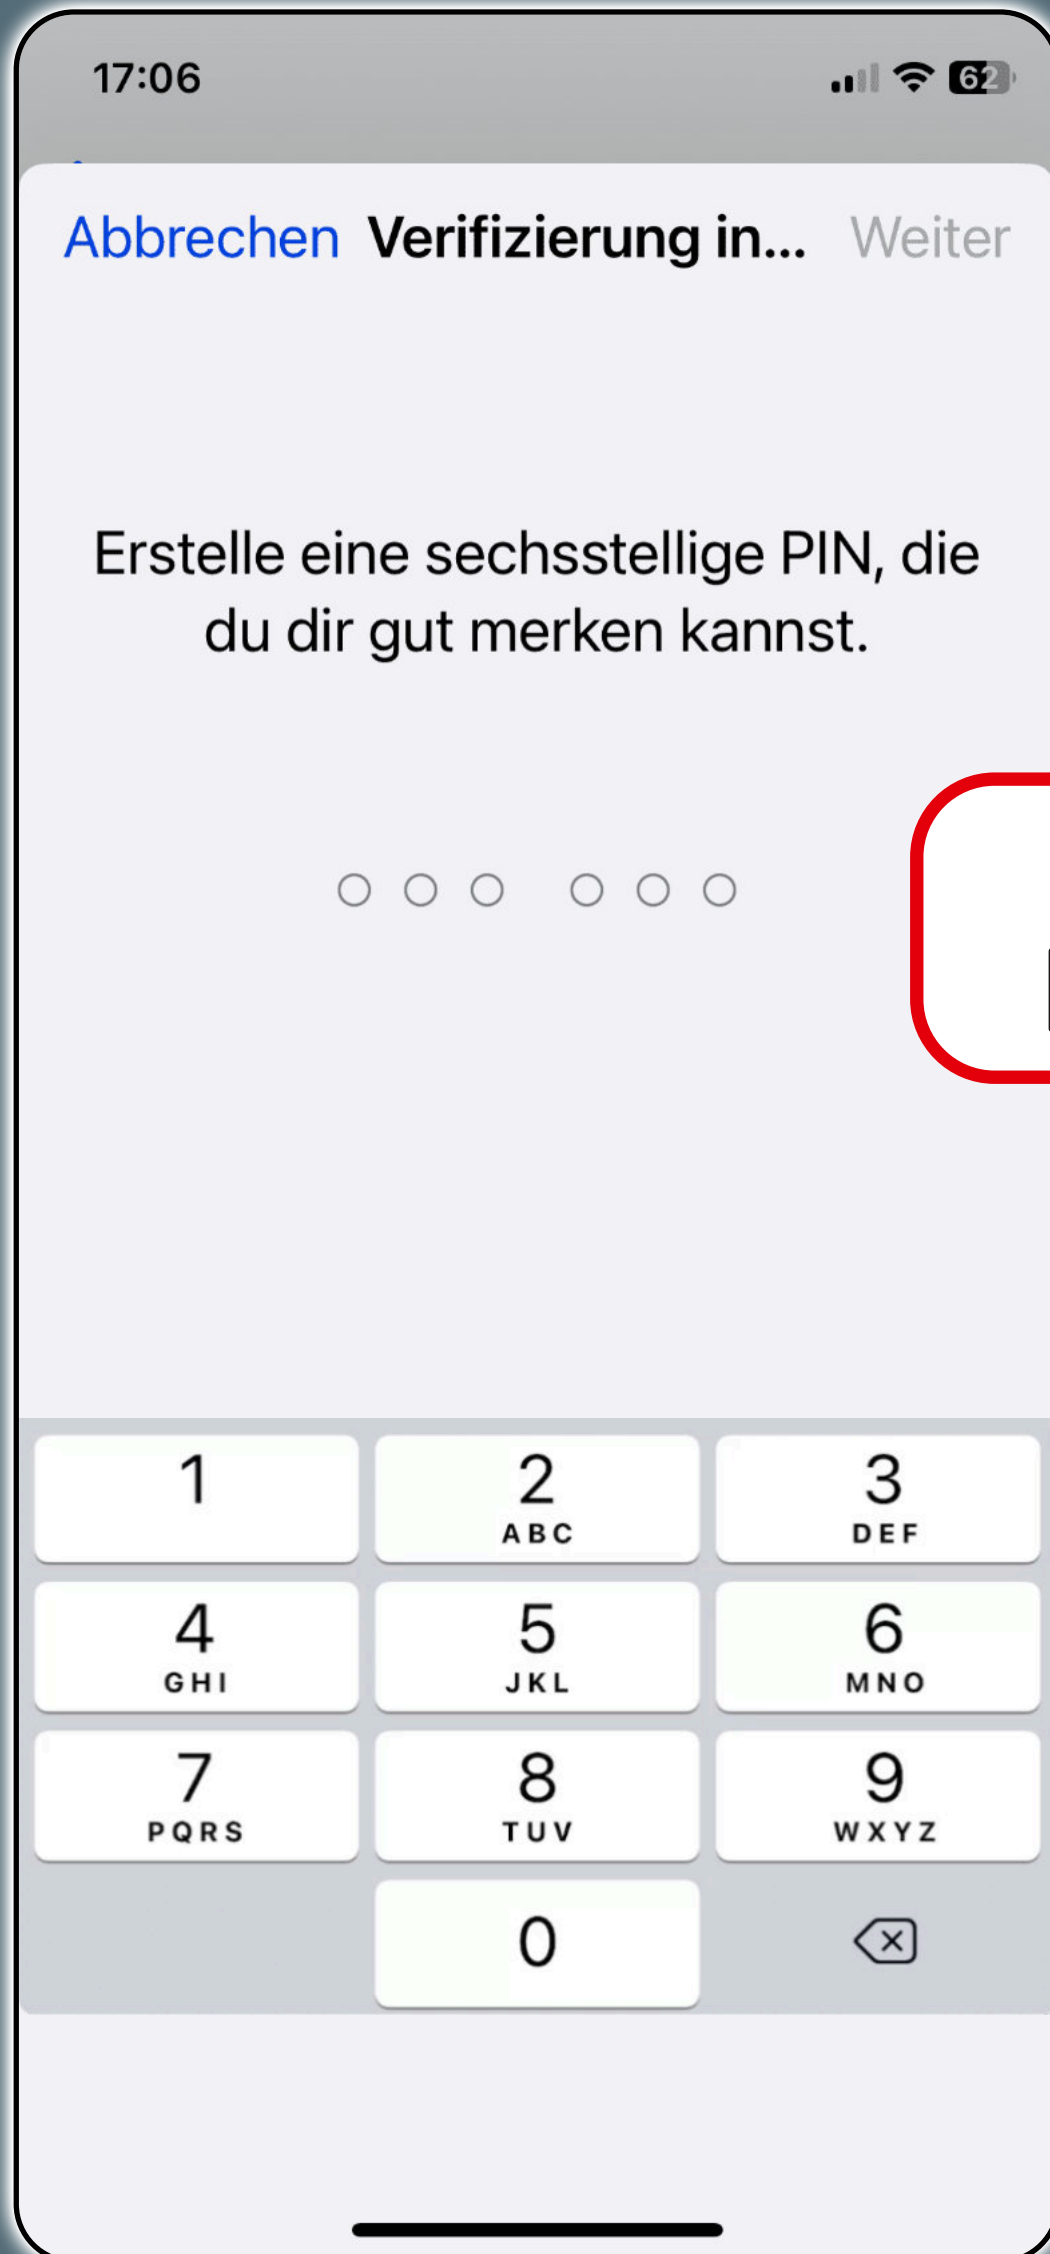 17:06
62
Abbrechen Verifizierung in... Weiter
Erstelle eine sechsstellige PIN, die
du dir gut merken kannst.
1 2 3
ABC DEF
4 5 6
GHI JKL MNO
7 8 9
PQRS TUV WXYZ
0